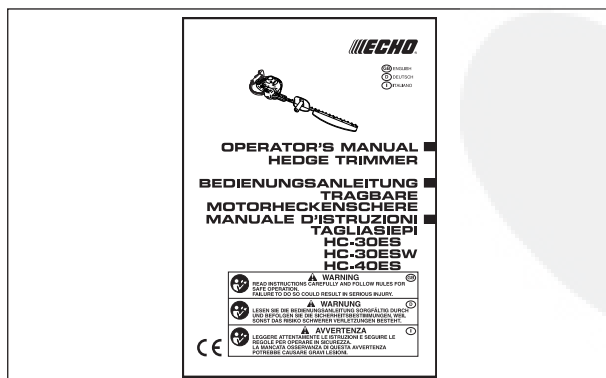 ECHO
GB ENGLISH
D DEUTSCH
I ITALIANO
OPERATOR'S MANUAL
HEDGE TRIMMER
BEDIENUNGSANLEITUNG
TRAGBARE
MOTORHECKENSCHERE
MANUALE D'ISTRUZIONI
TAGLIASIEPI
HC-30ES
HC-30ESW
HC-40ES
WARNING GB
READ INSTRUCTIONS CAREFULLY AND FOLLOW RULES FOR
SAFE OPERATION.
FAILURE TO DO SO COULD RESULT IN SERIOUS INJURY.
WARNUNG D
LESEN SIE DIE BEDIENUNGSANLEITUNG SORGFÄLTIG DURCH
UND BEFOLGEN SIE DIE SICHERHEITSBESTIMMUNGEN, WEIL
SONST DAS RISIKO SCHWERER VERLETZUNGEN BESTEHT.
AVVERTENZA I
LEGGERE ATTENTAMENTE LE ISTRUZIONI E SEGUIRE LE
REGOLE PER OPERARE IN SICUREZZA.
LA MANCATA OSSERVANZA DI QUESTA AVVERTENZA
POTREBBE CAUSARE GRAVI LESIONI.
CE